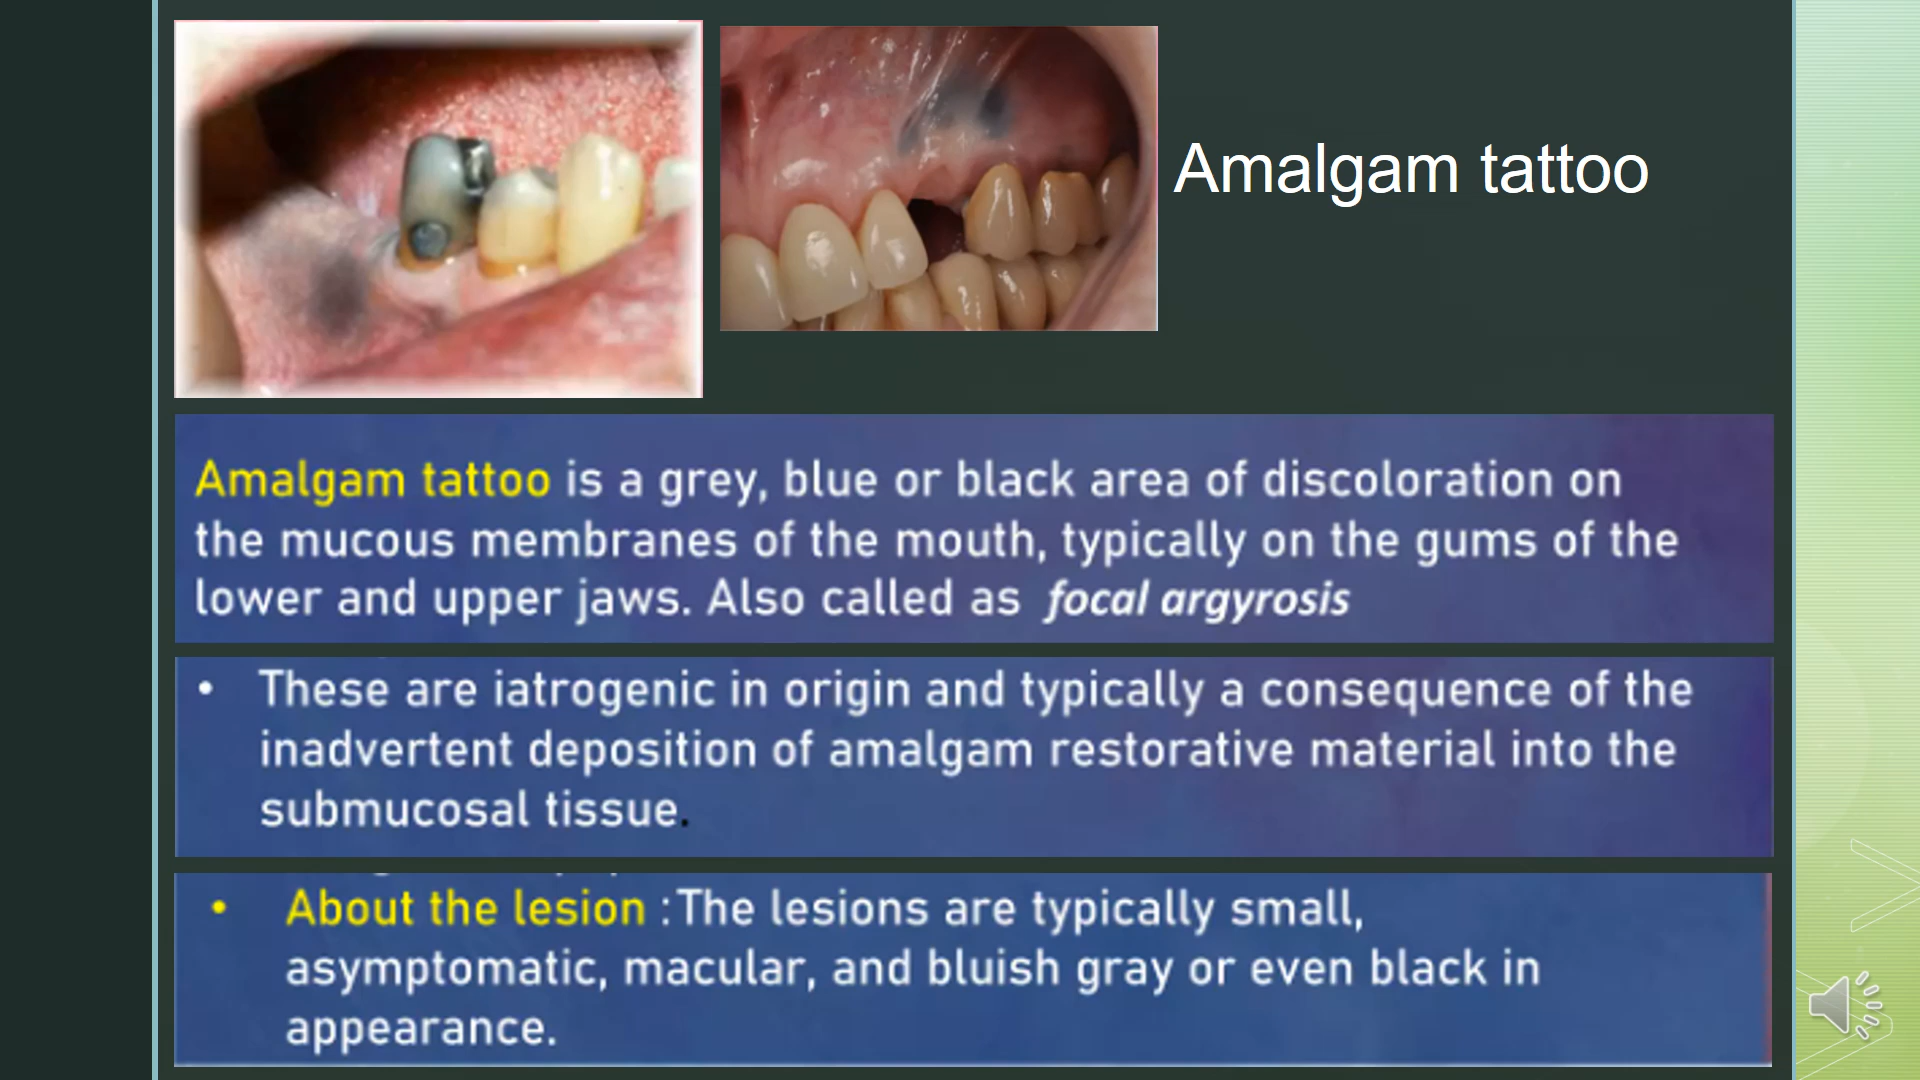 Amalgam tattoo
Amalgam tattoo is a grey, blue or black area of discoloration on
the mucous membranes of the mouth, typically on the gums of the
lower and upper jaws. Also called as focal argyrosis
• These are iatrogenic in origin and typically a consequence of the
inadvertent deposition of amalgam restorative material into the
submucosal tissue.
• About the lesion : The lesions are typically small,
asymptomatic, macular, and bluish gray or even black in
appearance.